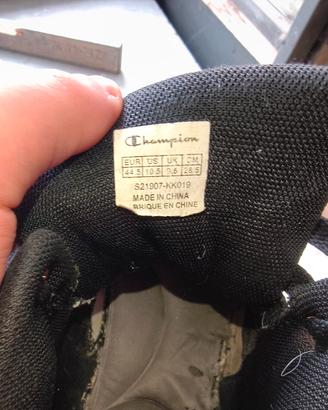 Champion
EUR US UK CM
44.5 10.5 9.5 28.5
S21907-KK019
MADE IN CHINA
BRIQUE EN CHINE